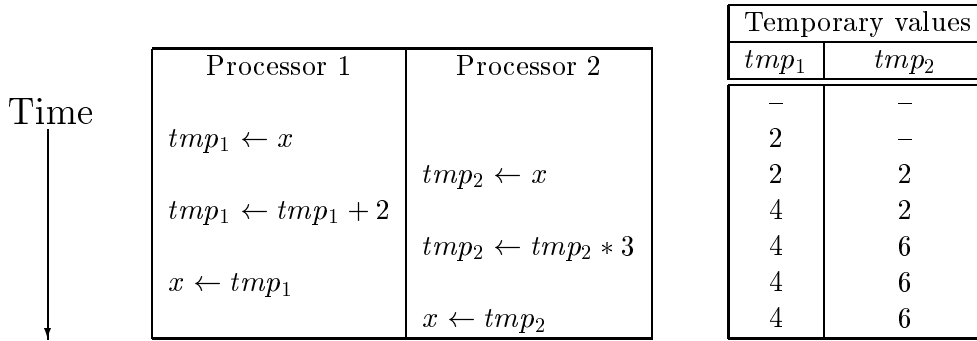 Temporary values
Processor 1 Processor 2 tmp₁ tmp₂
Time – –
tmp₁ ← x 2 –
tmp₂ ← x 2 2
tmp₁ ← tmp₁ + 2 4 2
tmp₂ ← tmp₂ * 3 4 6
x ← tmp₁ 4 6
x ← tmp₂ 4 6